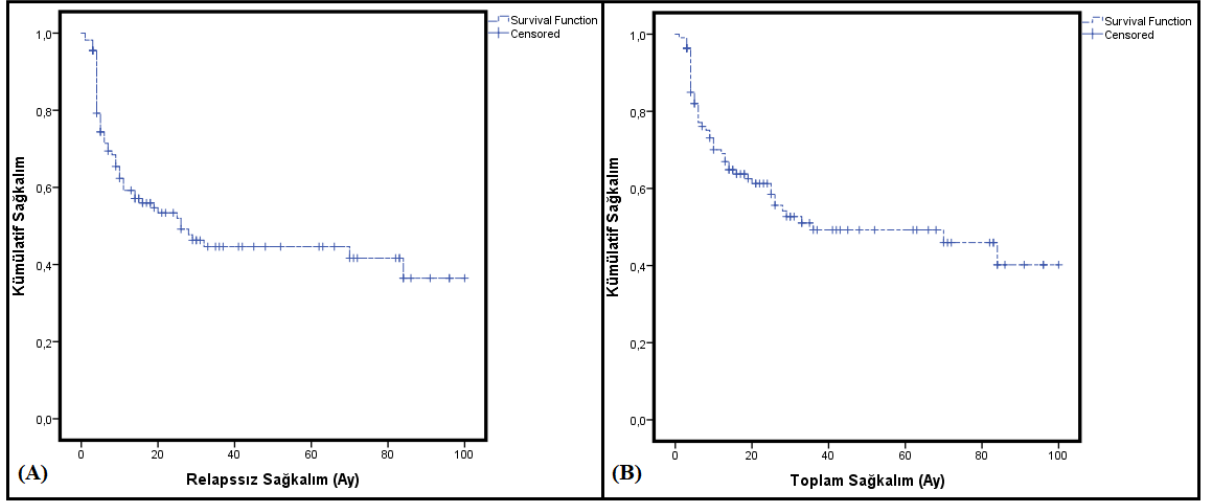 Survival Function
Censored
1,0
0,8
0,6
0,4
0,2
0,0
Kümülatif Sağkalım
0 20 40 60 80 100
Relapssız Sağkalım (Ay)
(A)
Survival Function
Censored
1,0
0,8
0,6
0,4
0,2
0,0
Kümülatif Sağkalım
0 20 40 60 80 100
Toplam Sağkalım (Ay)
(B)